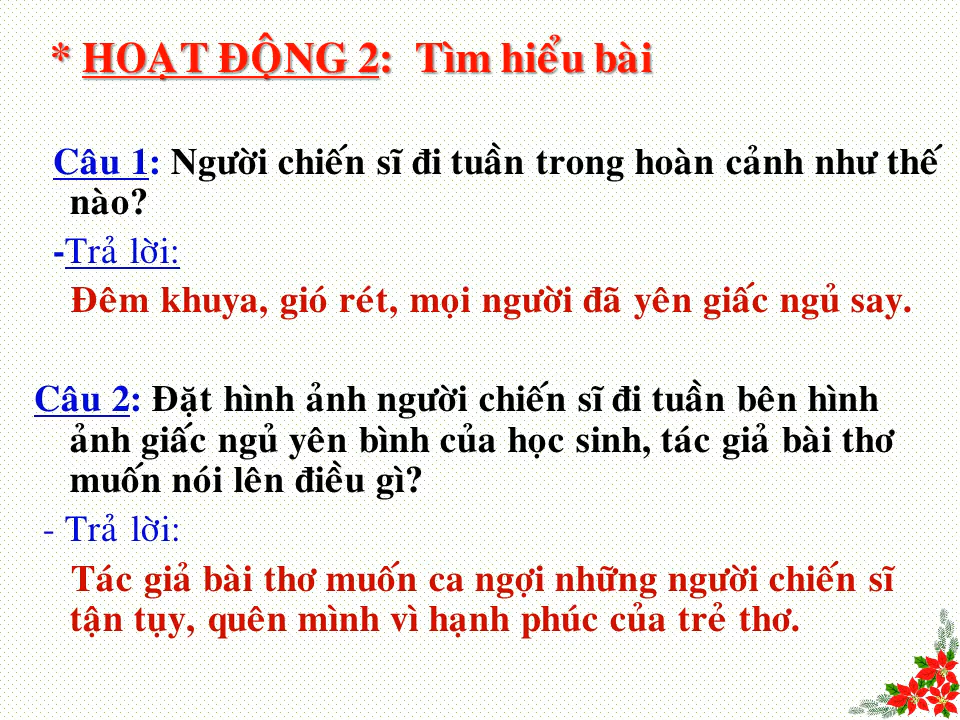 * HOẠT ĐỘNG 2: Tìm hiểu bài
Câu 1: Người chiến sĩ đi tuần trong hoàn cảnh như thế
nào?
-Trả lời:
Đêm khuya, gió rét, mọi người đã yên giấc ngủ say.
Câu 2: Đặt hình ảnh người chiến sĩ đi tuần bên hình
ảnh giấc ngủ yên bình của học sinh, tác giả bài thơ
muốn nói lên điều gì?
- Trả lời:
Tác giả bài thơ muốn ca ngợi những người chiến sĩ
tận tụy, quên mình vì hạnh phúc của trẻ thơ.